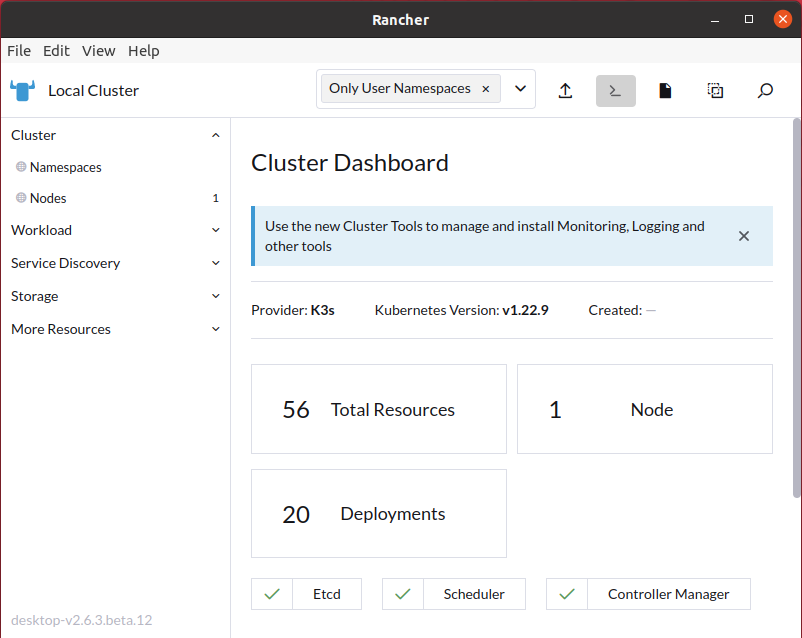 Rancher
File Edit View Help
Local Cluster
Only User Namespaces ×
Cluster
Namespaces
Nodes 1
Workload
Service Discovery
Storage
More Resources
desktop-v2.6.3.beta.12
Cluster Dashboard
Use the new Cluster Tools to manage and install Monitoring, Logging and
other tools
Provider: K3s Kubernetes Version: v1.22.9 Created: —
56 Total Resources
1 Node
20 Deployments
Etcd
Scheduler
Controller Manager